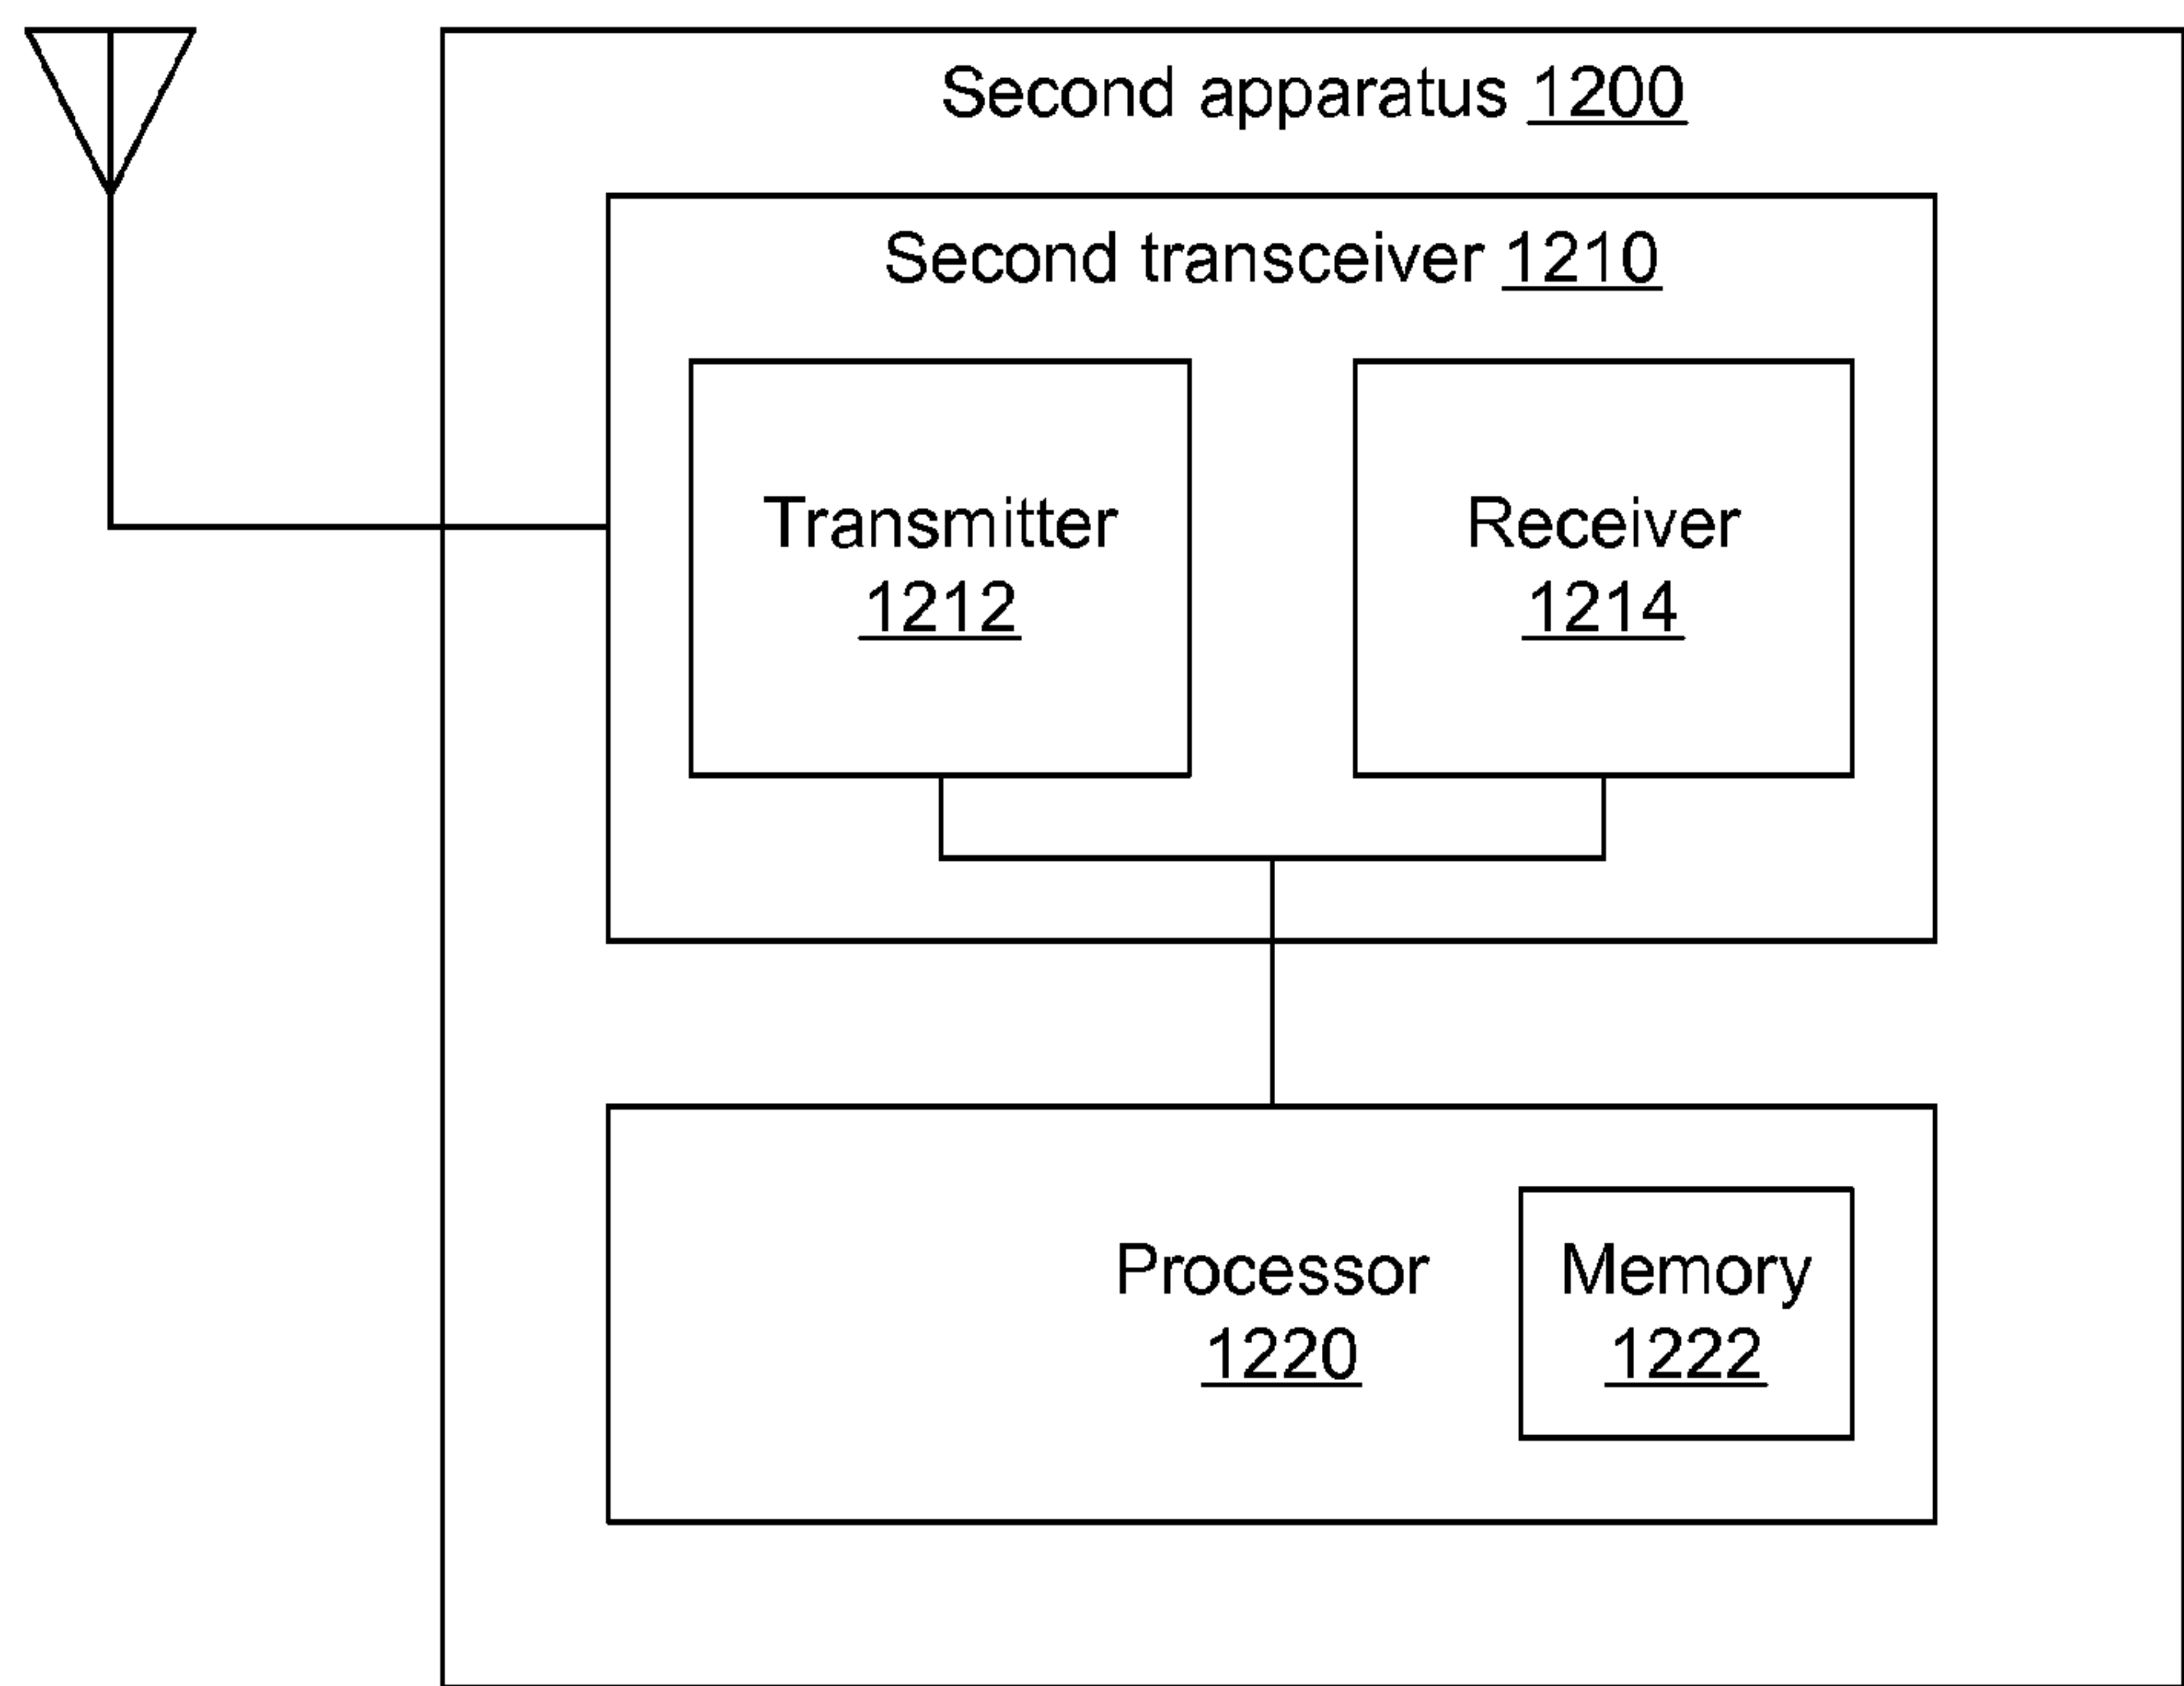 Second apparatus 1200
Second transceiver 1210
Transmitter
1212
Receiver
1214
Processor
1220
Memory
1222